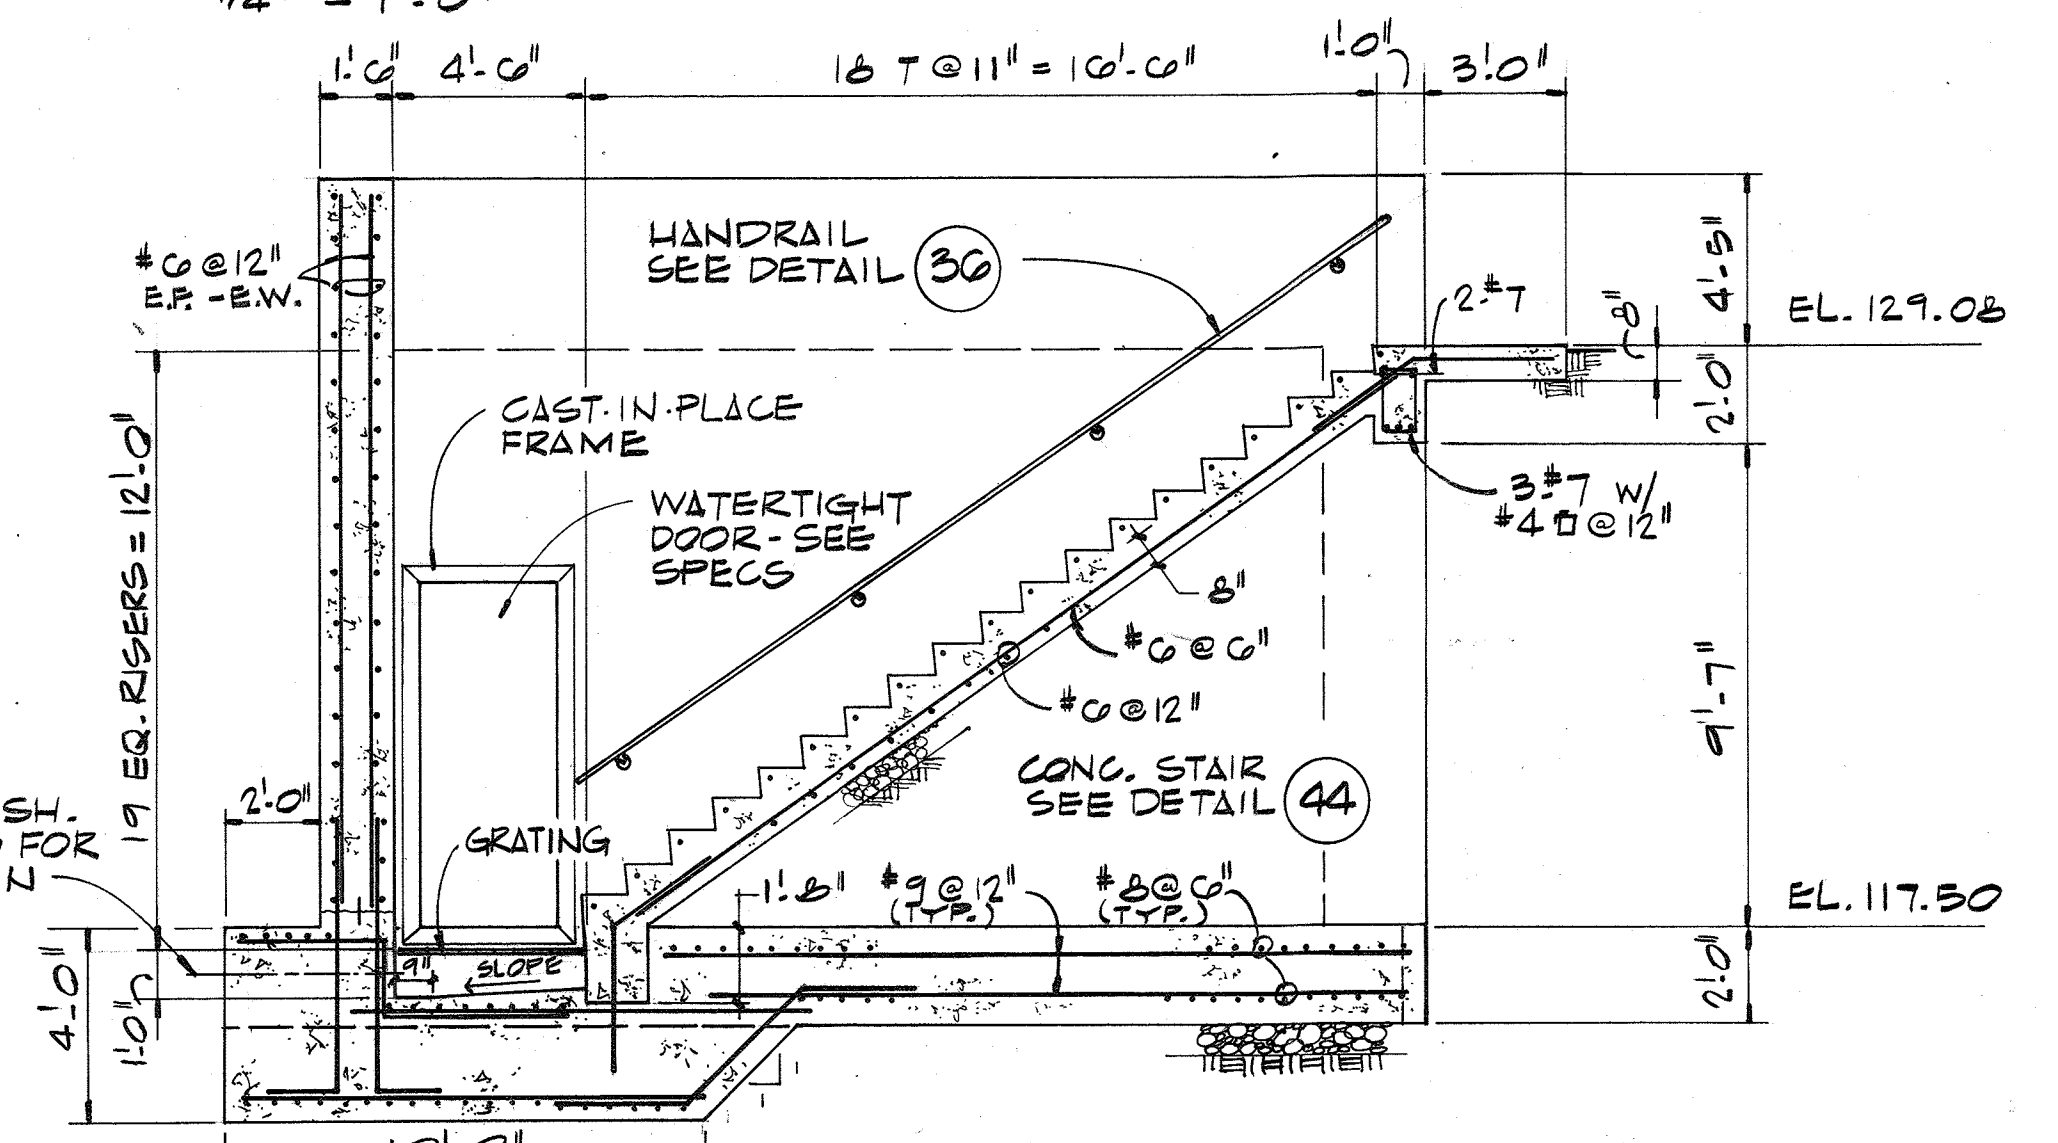 1'-6"
4'-6"
18 T @ 11" = 16'-6"
1'-0"
3'-0"
HANDRAIL
SEE DETAIL 36
#6 @ 12"
E.F. - E.W.
2-#7
8"
4'-5"
EL. 129.08
2'-0"
CAST-IN-PLACE
FRAME
WATERTIGHT
DOOR - SEE
SPECS
3-#7 W/
#4 @ 12"
8"
#6 @ 6"
#6 @ 12"
19 EQ. RISERS = 12'-0"
9'-7"
CONC. STAIR
SEE DETAIL 44
2'-0"
SH.
FOR
GRATING
1'-8"
#9 @ 12"
(TYP.)
#8 @ 6"
(TYP.)
EL. 117.50
9"
SLOPE
4'-0"
1'-0"
2'-0"
1
1